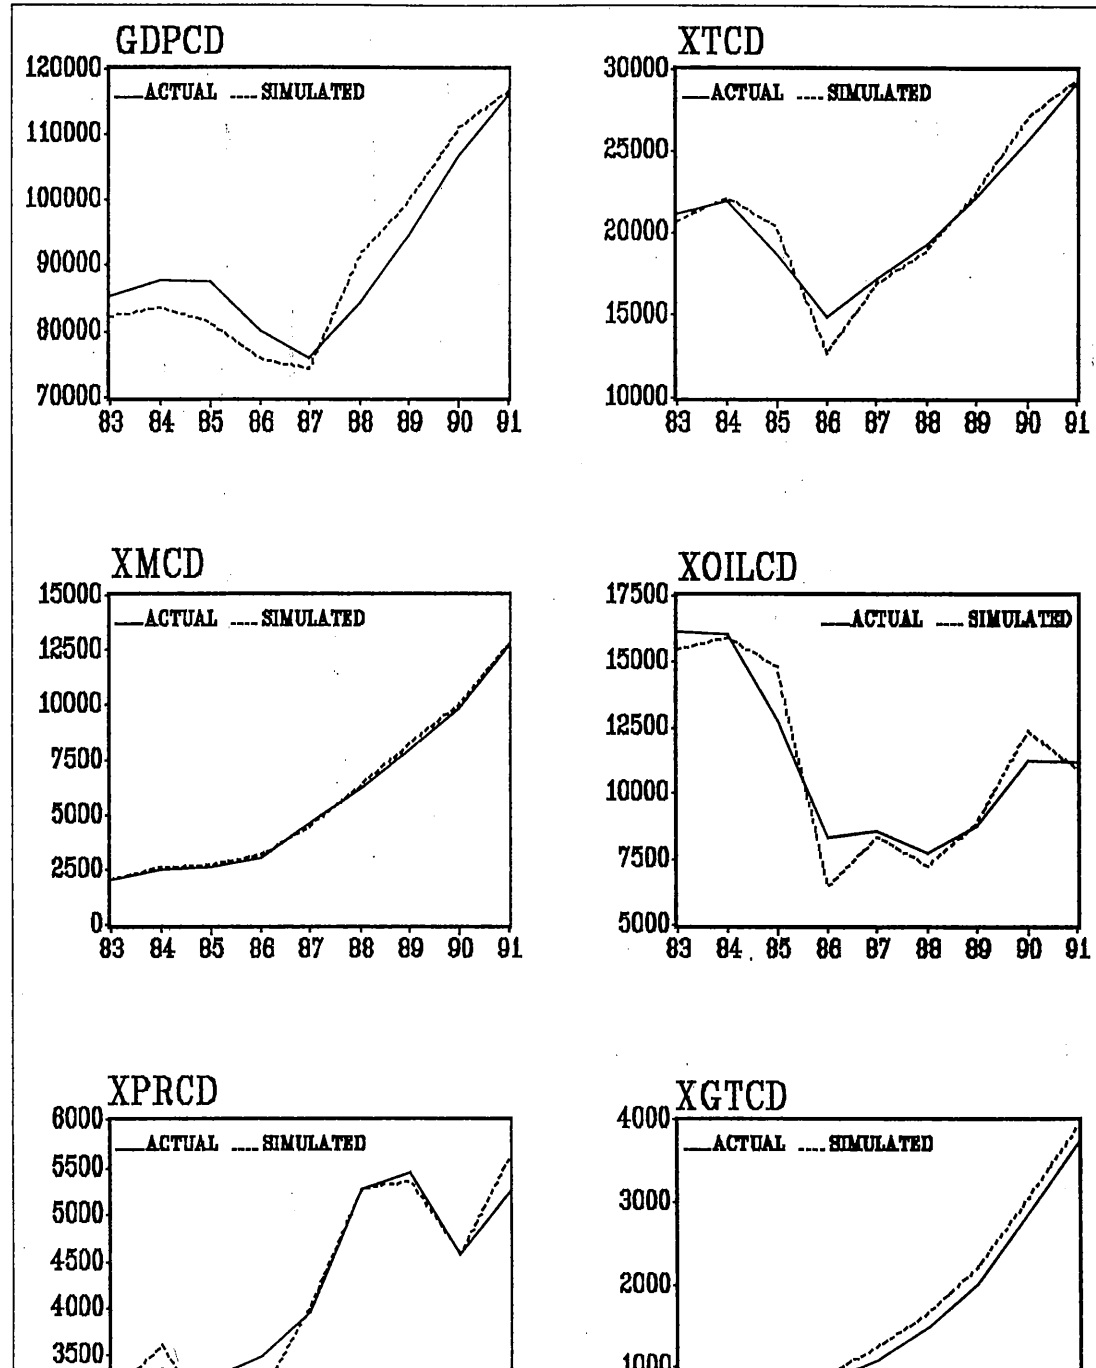 GDPCD
120000
110000
100000
90000
80000
70000
ACTUAL SIMULATED
83 84 85 86 87 88 89 90 91
XTCD
30000
25000
20000
15000
10000
ACTUAL SIMULATED
83 84 85 86 87 88 89 90 91
XMCD
15000
12500
10000
7500
5000
2500
0
ACTUAL SIMULATED
83 84 85 86 87 88 89 90 91
XOILCD
17500
15000
12500
10000
7500
5000
ACTUAL SIMULATED
83 84 85 86 87 88 89 90 91
XPRCD
6000
5500
5000
4500
4000
3500
ACTUAL SIMULATED
XGTCD
4000
3000
2000
1000
ACTUAL SIMULATED